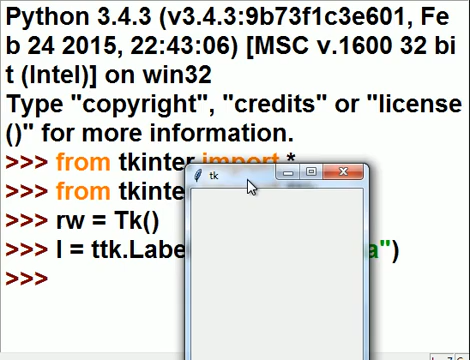 Python 3.4.3 (v3.4.3:9b73f1c3e601, Fe
b 24 2015, 22:43:06) [MSC v.1600 32 bi
t (Intel)] on win32
Type "copyright", "credits" or "license
()" for more information.
>>> from tkinter import *
>>> from tkinte
>>> rw = Tk()
>>> l = ttk.Labe a")
>>>
tk